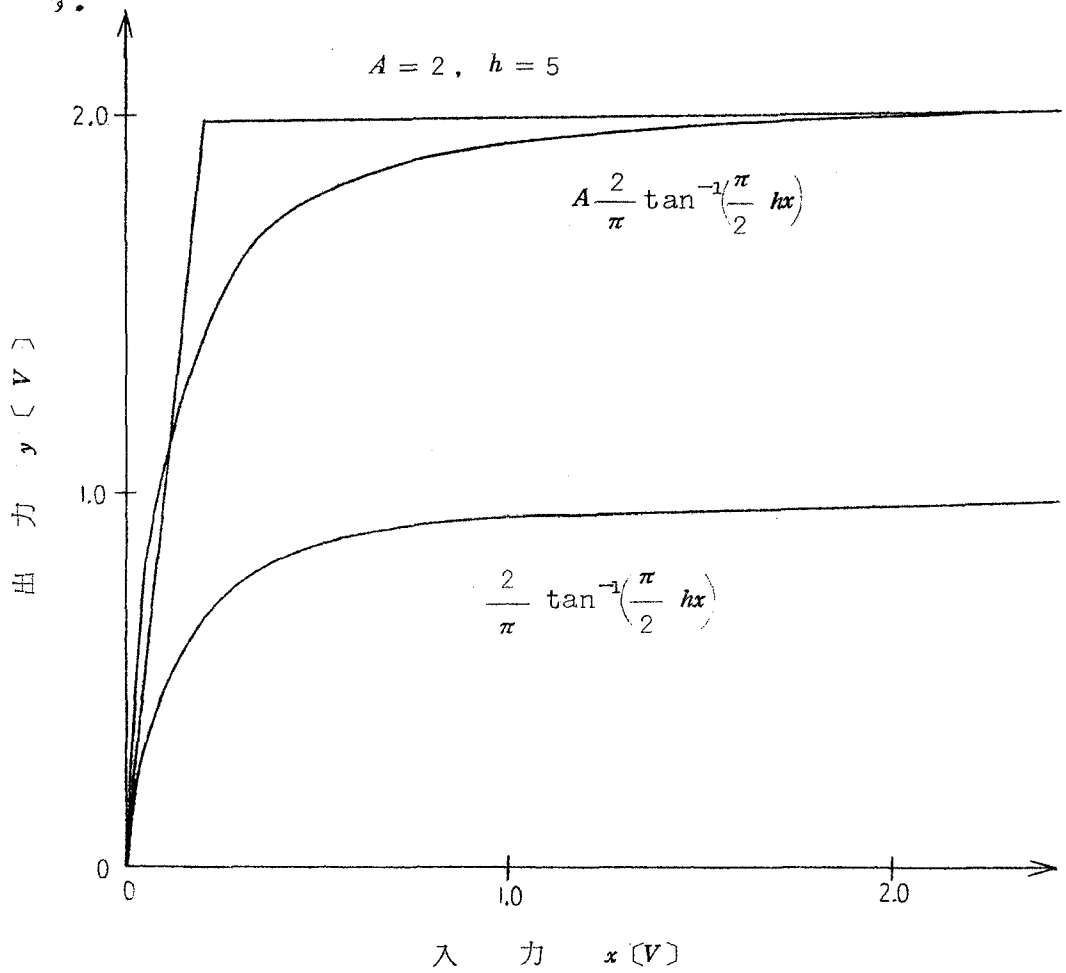 す。
A = 2, h = 5
2.0
A 2/π tan⁻¹(π/2 hx)
出力 y〔V〕
1.0
2/π tan⁻¹(π/2 hx)
0
0
1.0
2.0
入力 x〔V〕